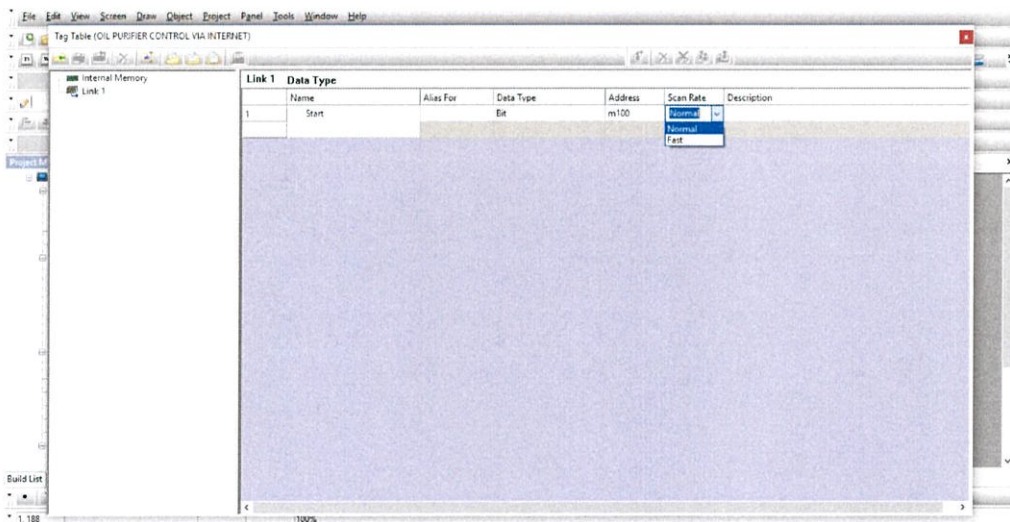 File Edit View Screen Draw Object Project Panel Tools Window Help
Tag Table (OIL PURIFIER CONTROL VIA INTERNET)
Internal Memory
Link 1
Link 1 Data Type
Name Alias For Data Type Address Scan Rate Description
1 Start Bit m100 Normal
Normal
Fast
Project M
Build List
1. 188
100%